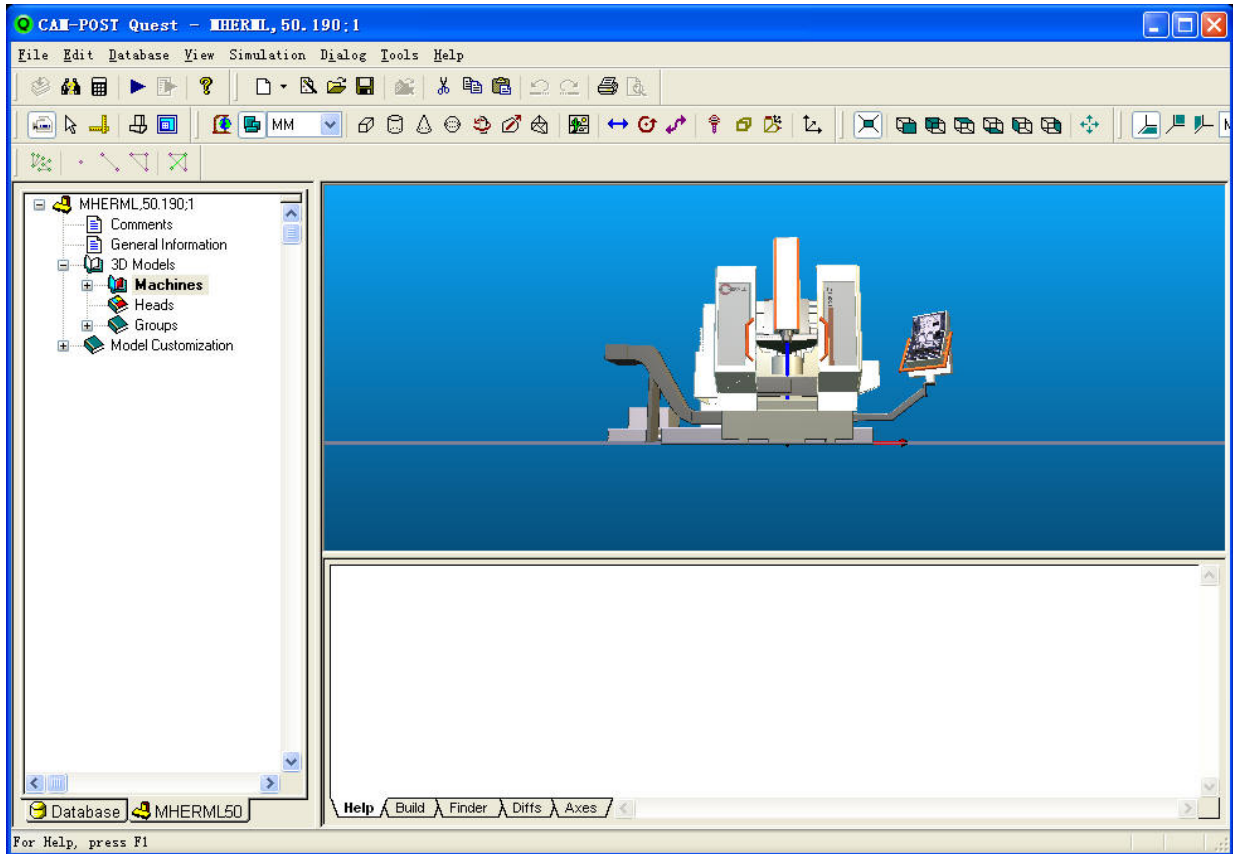 CAM-POST Quest - MHERML,50.190;1
File Edit Database View Simulation Dialog Tools Help
MM
MHERML,50.190;1
Comments
General Information
3D Models
Machines
Heads
Groups
Model Customization
Database MHERML50
Help Build Finder Diffs Axes
For Help, press F1